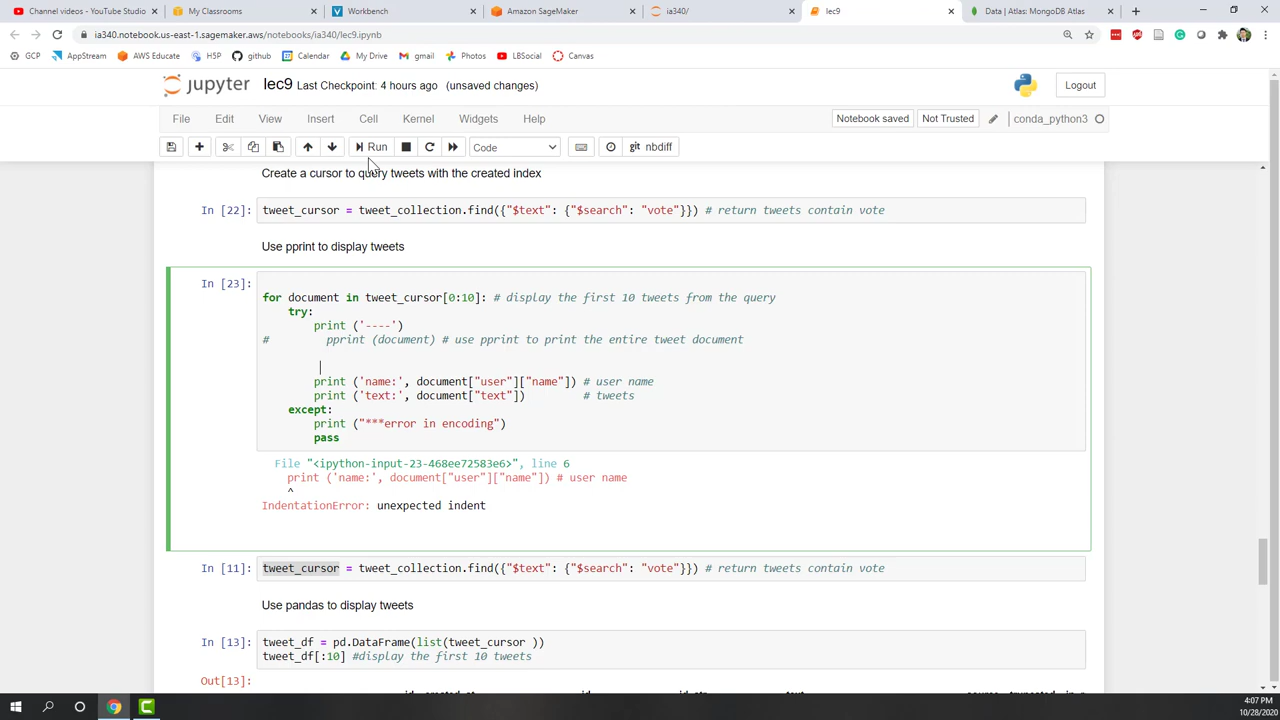 Channel videos - YouTube Studio
My Classrooms
Workbench
Amazon SageMaker
ia340/
lec9
Data | Atlas: MongoDB Atlas
ia340.notebook.us-east-1.sagemaker.aws/notebooks/ia340/lec9.ipynb
GCP
AppStream
AWS Educate
H5P
github
Calendar
My Drive
gmail
Photos
LBSocial
Canvas
jupyter lec9 Last Checkpoint: 4 hours ago (unsaved changes)
Logout
File Edit View Insert Cell Kernel Widgets Help
Notebook saved
Not Trusted
conda_python3
Run
Code
git nbdiff
Create a cursor to query tweets with the created index
In [22]: tweet_cursor = tweet_collection.find({"$text": {"$search": "vote"}}) # return tweets contain vote
Use pprint to display tweets
In [23]:
for document in tweet_cursor[0:10]: # display the first 10 tweets from the query
try:
print ('----')
# pprint (document) # use pprint to print the entire tweet document
print ('name:', document["user"]["name"]) # user name
print ('text:', document["text"]) # tweets
except:
print ("***error in encoding")
pass
File "<ipython-input-23-468ee72583e6>", line 6
print ('name:', document["user"]["name"]) # user name
^
IndentationError: unexpected indent
In [11]: tweet_cursor = tweet_collection.find({"$text": {"$search": "vote"}}) # return tweets contain vote
Use pandas to display tweets
In [13]: tweet_df = pd.DataFrame(list(tweet_cursor ))
tweet_df[:10] #display the first 10 tweets
Out[13]:
4:07 PM
10/28/2020